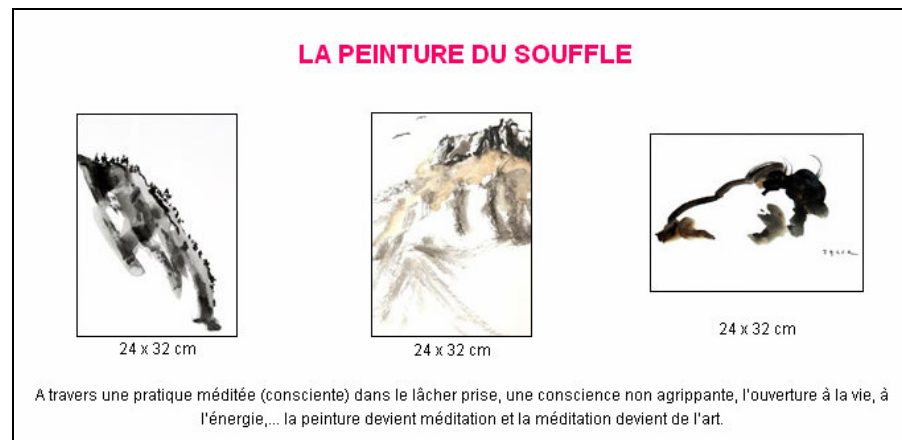 LA PEINTURE DU SOUFFLE
24 x 32 cm
24 x 32 cm
24 x 32 cm
A travers une pratique méditée (consciente) dans le lâcher prise, une conscience non agrippante, l'ouverture à la vie, à
l'énergie,... la peinture devient méditation et la méditation devient de l'art.